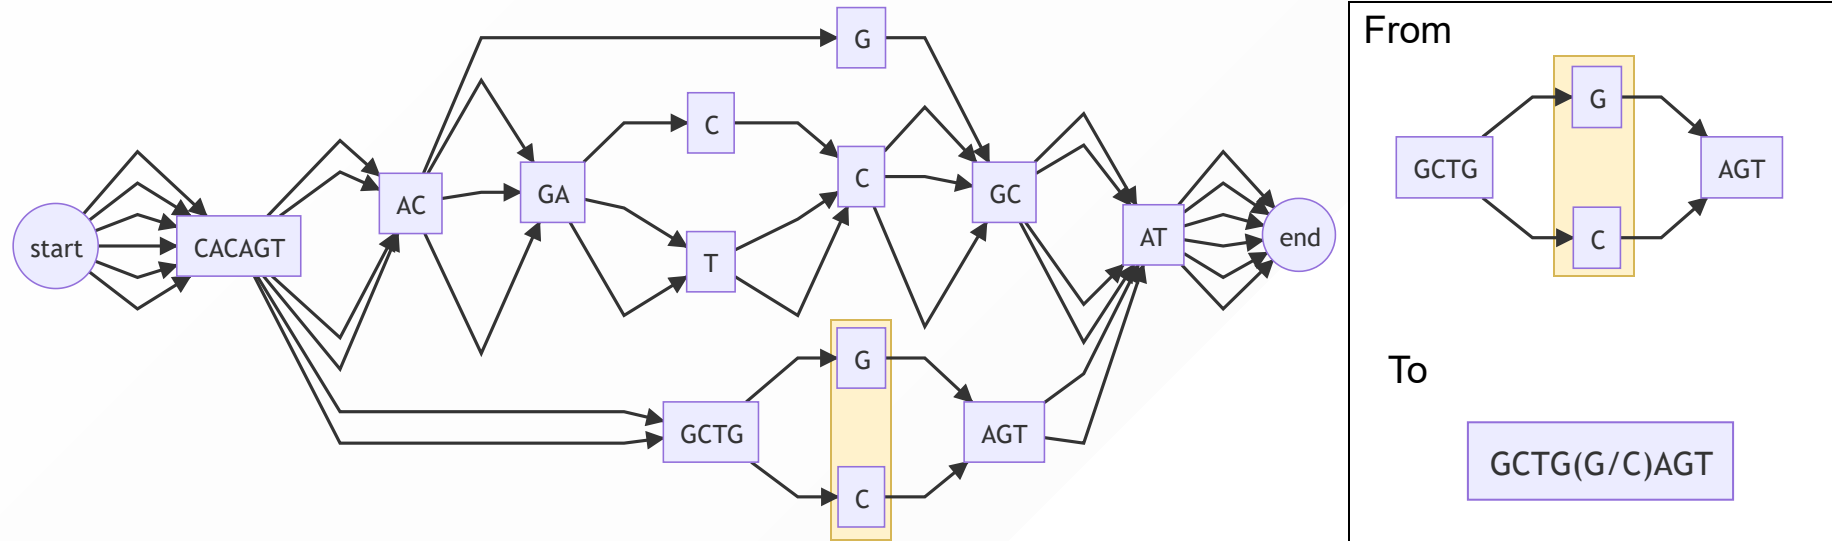 start
CACAGT
AC
GA
G
C
T
C
GC
AT
end
GCTG
G
C
AGT
From
GCTG
G
C
AGT
To
GCTG(G/C)AGT